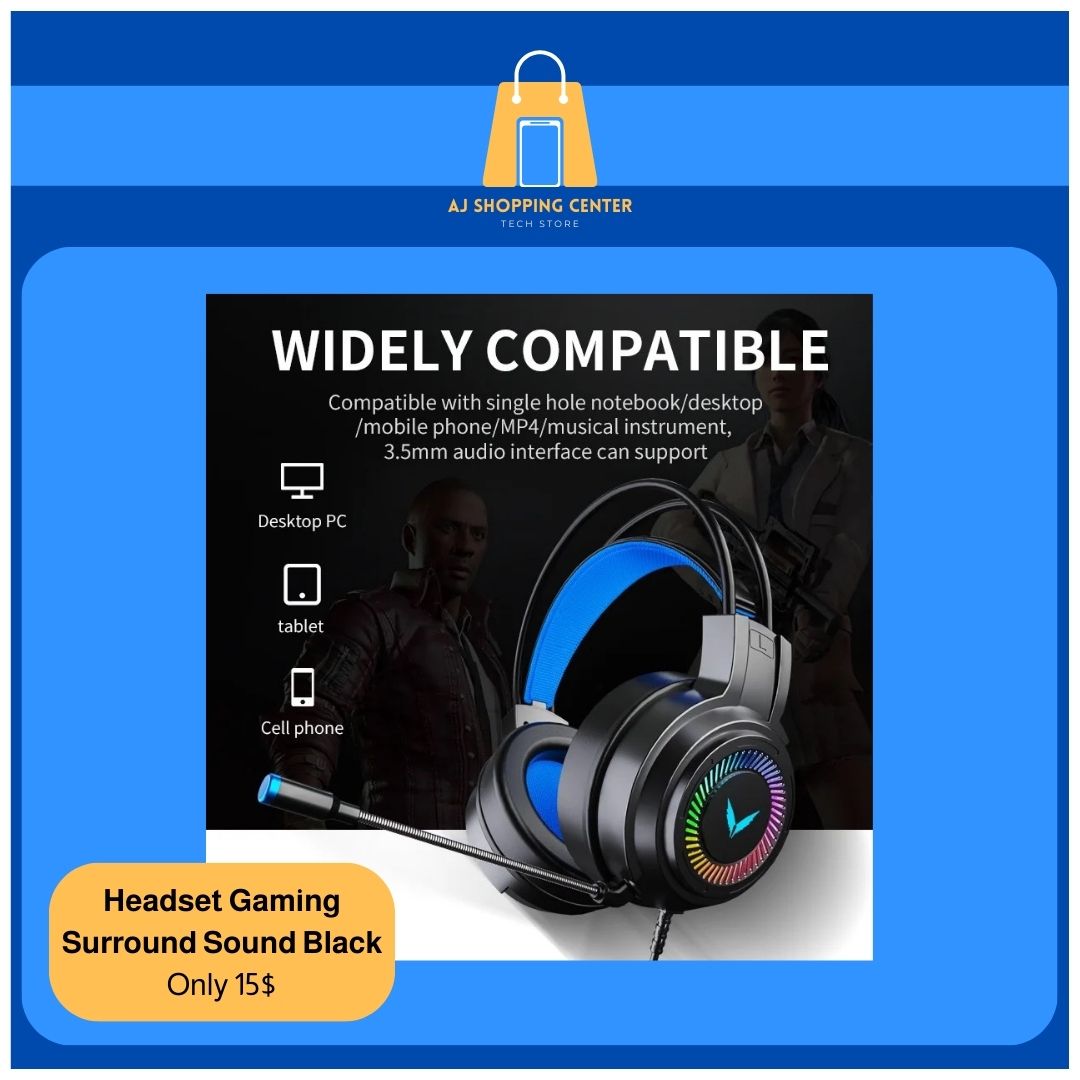 AJ SHOPPING CENTER
TECH STORE
WIDELY COMPATIBLE
Compatible with single hole notebook/desktop
/mobile phone/MP4/musical instrument,
3.5mm audio interface can support
Desktop PC
tablet
Cell phone
L
Headset Gaming
Surround Sound Black
Only 15$